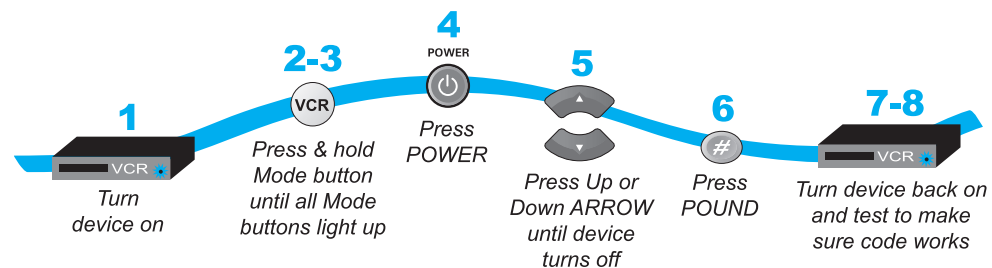 1
VCR
Turn
device on
2-3
VCR
Press & hold
Mode button
until all Mode
buttons light up
4
POWER
Press
POWER
5
Press Up or
Down ARROW
until device
turns off
6
#
Press
POUND
7-8
VCR
Turn device back on
and test to make
sure code works